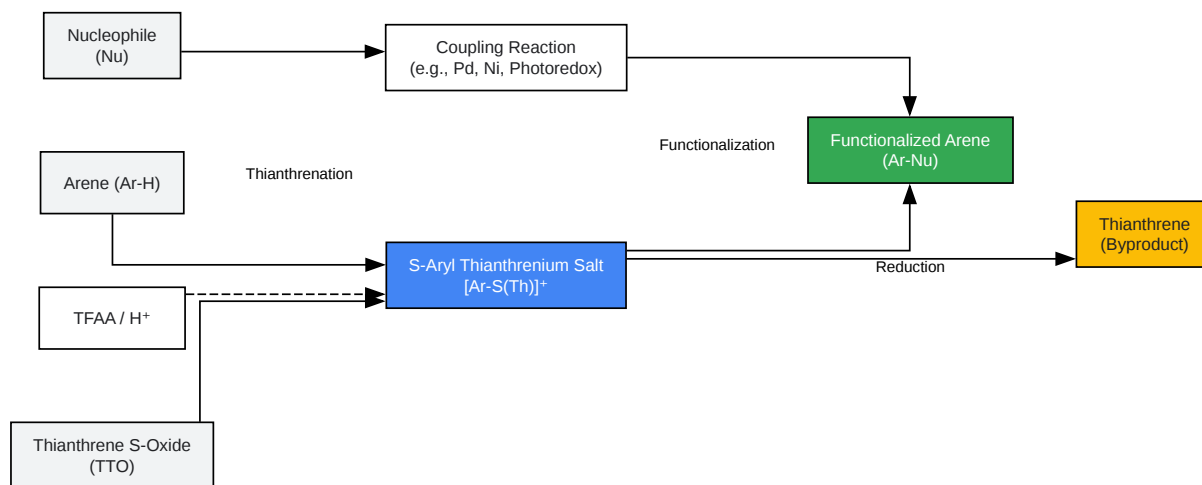 Nucleophile
(Nu)
Coupling Reaction
(e.g., Pd, Ni, Photoredox)
Functionalized Arene
(Ar-Nu)
Functionalization
Arene (Ar-H)
Thianthrenation
Thianthrene
(Byproduct)
S-Aryl Thianthrenium Salt
[Ar-S(Th)]⁺
Reduction
TFAA / H⁺
Thianthrene S-Oxide
(TTO)